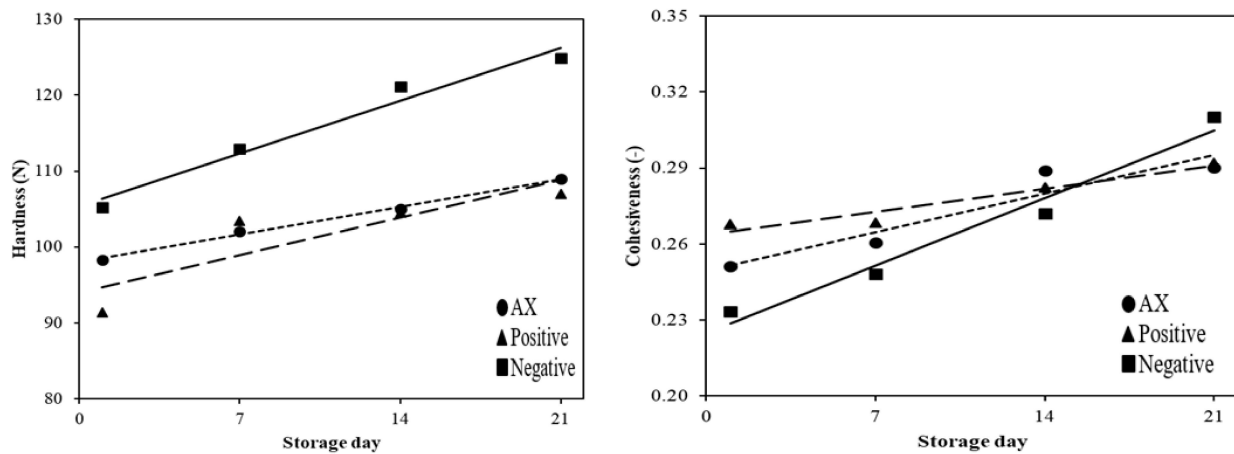 130
120
110
100
90
80
Hardness (N)
AX
Positive
Negative
0 7 14 21
Storage day
0.35
0.32
0.29
0.26
0.23
0.20
Cohesiveness (-)
AX
Positive
Negative
0 7 14 21
Storage day